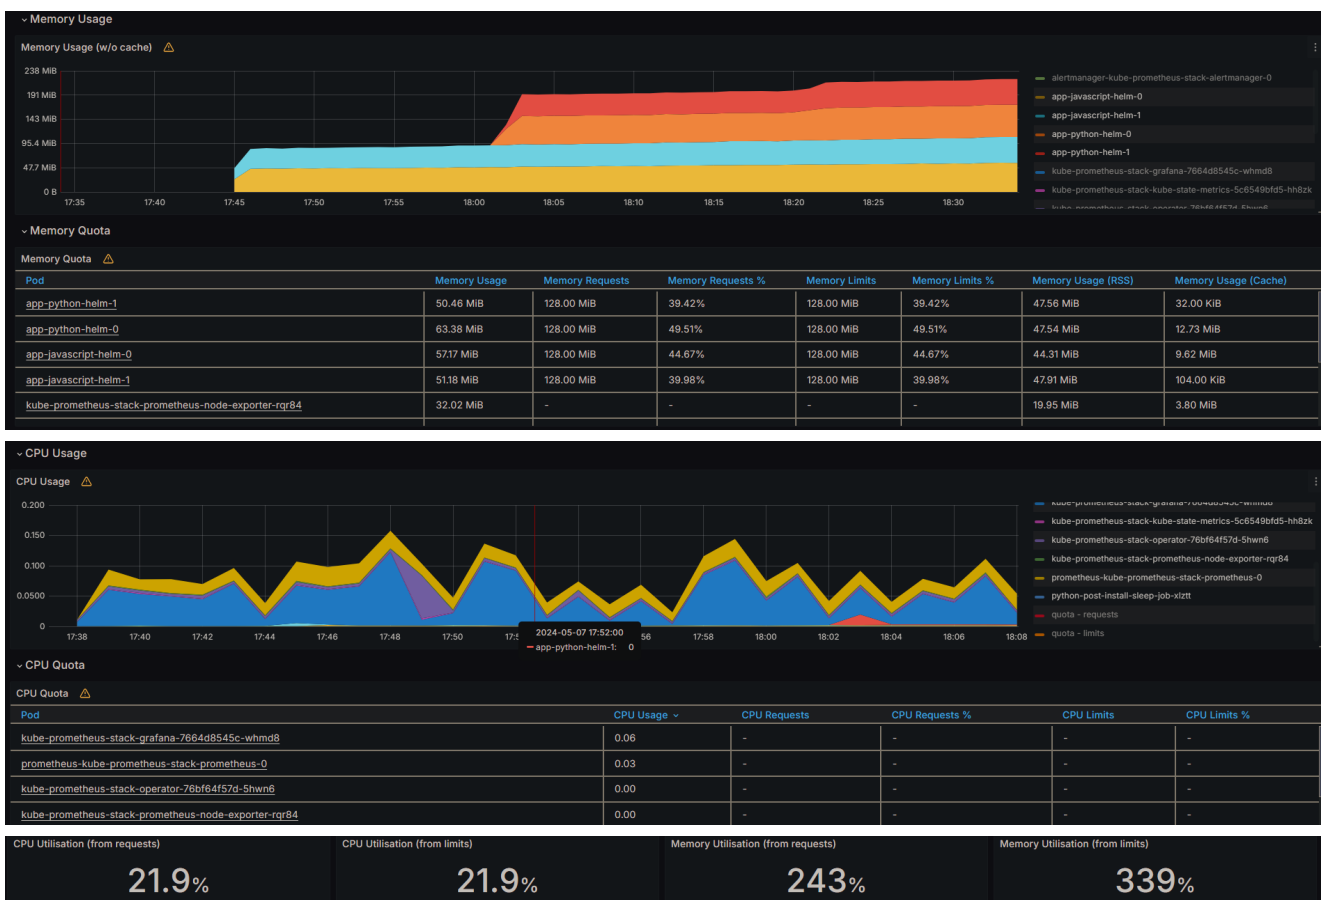 Memory Usage
Memory Usage (w/o cache)
238 MiB
191 MiB
143 MiB
95.4 MiB
47.7 MiB
0 B
17:35 17:40 17:45 17:50 17:55 18:00 18:05 18:10 18:15 18:20 18:25 18:30
alertmanager-kube-prometheus-stack-alertmanager-0
app-javascript-helm-0
app-javascript-helm-1
app-python-helm-0
app-python-helm-1
kube-prometheus-stack-grafana-7664d8545c-whmd8
kube-prometheus-stack-kube-state-metrics-5c6549bfd5-hh8zk
kube-prometheus-stack-operator-76bf64f57d-5hwn6
Memory Quota
Memory Quota
Pod Memory Usage Memory Requests Memory Requests % Memory Limits Memory Limits % Memory Usage (RSS) Memory Usage (Cache)
app-python-helm-1 50.46 MiB 128.00 MiB 39.42% 128.00 MiB 39.42% 47.56 MiB 32.00 KiB
app-python-helm-0 63.38 MiB 128.00 MiB 49.51% 128.00 MiB 49.51% 47.54 MiB 12.73 MiB
app-javascript-helm-0 57.17 MiB 128.00 MiB 44.67% 128.00 MiB 44.67% 44.31 MiB 9.62 MiB
app-javascript-helm-1 51.18 MiB 128.00 MiB 39.98% 128.00 MiB 39.98% 47.91 MiB 104.00 KiB
kube-prometheus-stack-prometheus-node-exporter-rqr84 32.02 MiB - - - - 19.95 MiB 3.80 MiB
CPU Usage
CPU Usage
0.200
0.150
0.100
0.0500
0
17:38 17:40 17:42 17:44 17:46 17:48 17:50 17:5 56 17:58 18:00 18:02 18:04 18:06 18:08
2024-05-07 17:52:00
app-python-helm-1: 0
kube-prometheus-stack-grafana-7664d8545c-whmd8
kube-prometheus-stack-kube-state-metrics-5c6549bfd5-hh8zk
kube-prometheus-stack-operator-76bf64f57d-5hwn6
kube-prometheus-stack-prometheus-node-exporter-rqr84
prometheus-kube-prometheus-stack-prometheus-0
python-post-install-sleep-job-xlztt
quota - requests
quota - limits
CPU Quota
CPU Quota
Pod CPU Usage CPU Requests CPU Requests % CPU Limits CPU Limits %
kube-prometheus-stack-grafana-7664d8545c-whmd8 0.06 - - - -
prometheus-kube-prometheus-stack-prometheus-0 0.03 - - - -
kube-prometheus-stack-operator-76bf64f57d-5hwn6 0.00 - - - -
kube-prometheus-stack-prometheus-node-exporter-rqr84 0.00 - - - -
CPU Utilisation (from requests) CPU Utilisation (from limits) Memory Utilisation (from requests) Memory Utilisation (from limits)
21.9% 21.9% 243% 339%